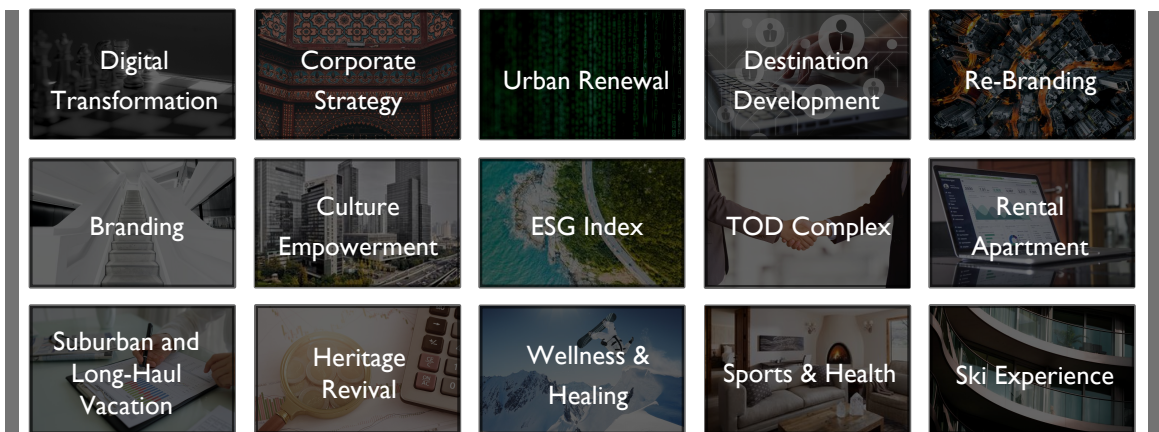 Digital
Transformation
Corporate
Strategy
Urban Renewal
Destination
Development
Re-Branding
Branding
Culture
Empowerment
ESG Index
TOD Complex
Rental
Apartment
Suburban and
Long-Haul
Vacation
Heritage
Revival
Wellness &
Healing
Sports & Health
Ski Experience